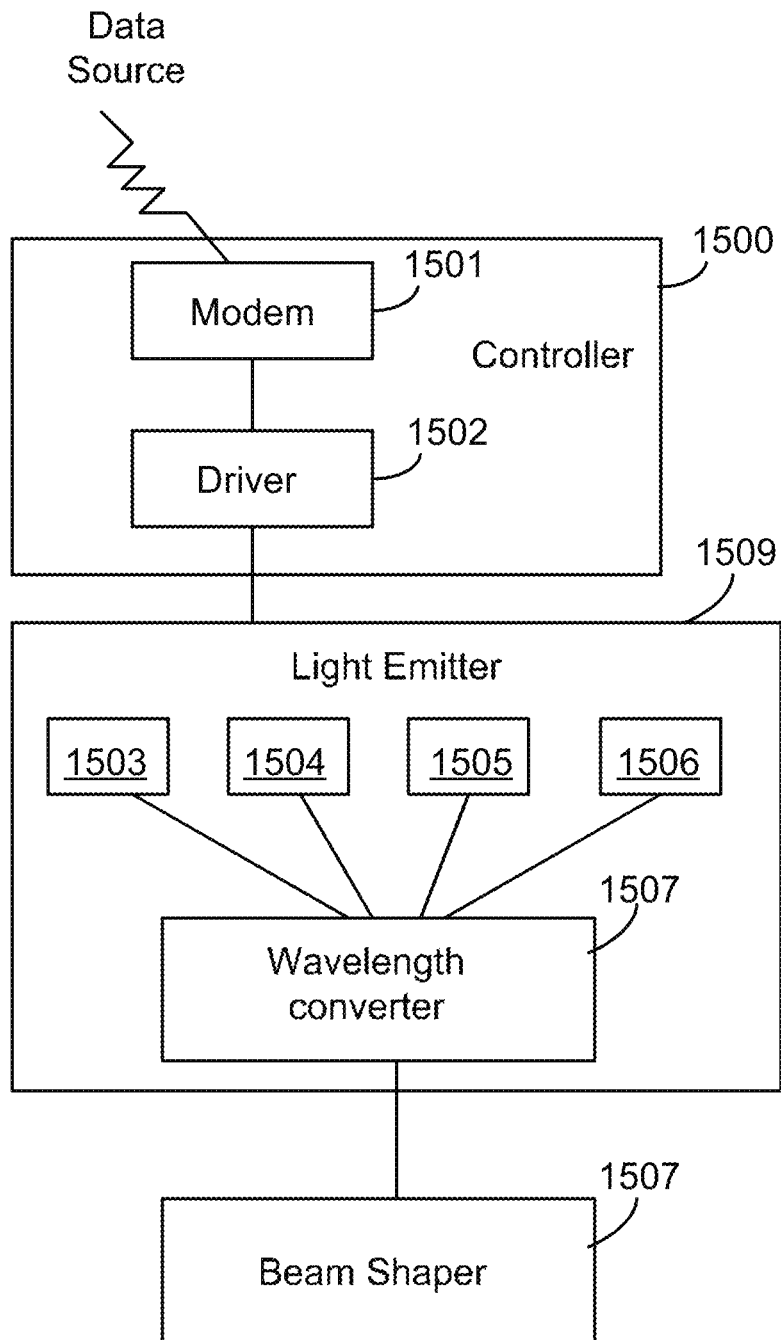 Data
Source
1500
1501
Modem
Controller
1502
Driver
1509
Light Emitter
1503
1504
1505
1506
1507
Wavelength
converter
1507
Beam Shaper